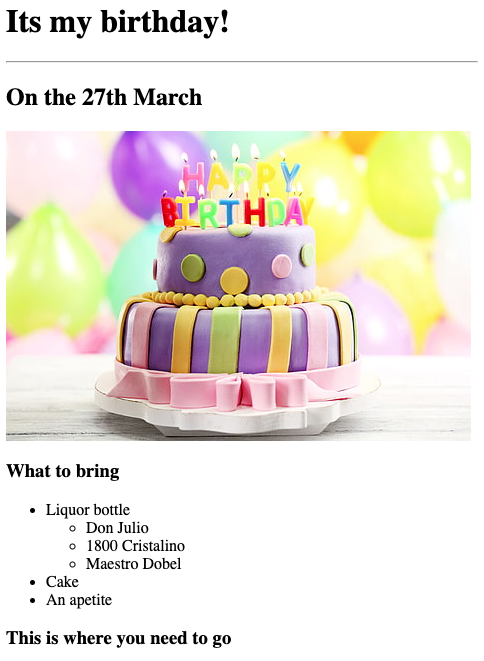 Its my birthday!
On the 27th March
HAPPY
BIRTHDAY
What to bring
Liquor bottle
Don Julio
1800 Cristalino
Maestro Dobel
Cake
An apetite
This is where you need to go